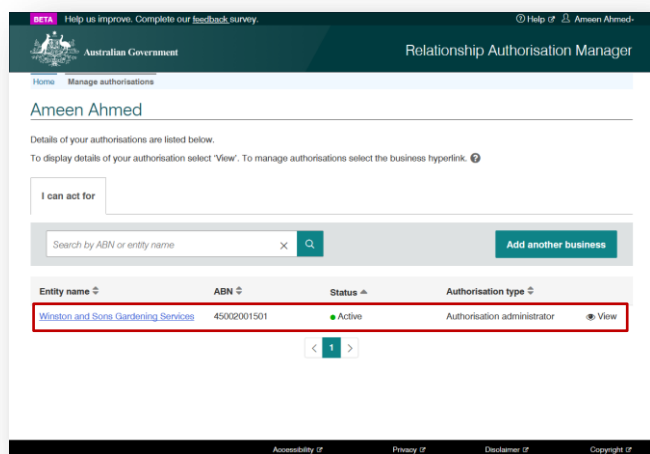 BETA Help us improve. Complete our feedback survey. Help Ameen Ahmed
Australian Government Relationship Authorisation Manager
Home Manage authorisations
Ameen Ahmed
Details of your authorisations are listed below.
To display details of your authorisation select 'View'. To manage authorisations select the business hyperlink.
I can act for
Search by ABN or entity name Add another business
Entity name ABN Status Authorisation type
Winston and Sons Gardening Services 45002001501 Active Authorisation administrator View
< 1 >
Accessibility Privacy Disclaimer Copyright